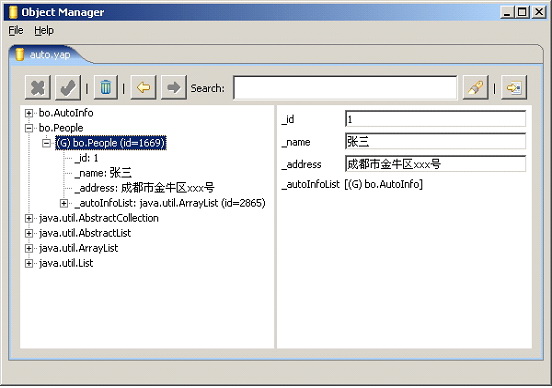 Object Manager
File Help
auto.yap
Search:
bo.AutoInfo
bo.People
(G) bo.People (id=1669)
_id: 1
_name: 张三
_address: 成都市金牛区xxx号
_autoInfoList: java.util.ArrayList (id=2865)
java.util.AbstractCollection
java.util.AbstractList
java.util.ArrayList
java.util.List
_id 1
_name 张三
_address 成都市金牛区xxx号
_autoInfoList [(G) bo.AutoInfo]